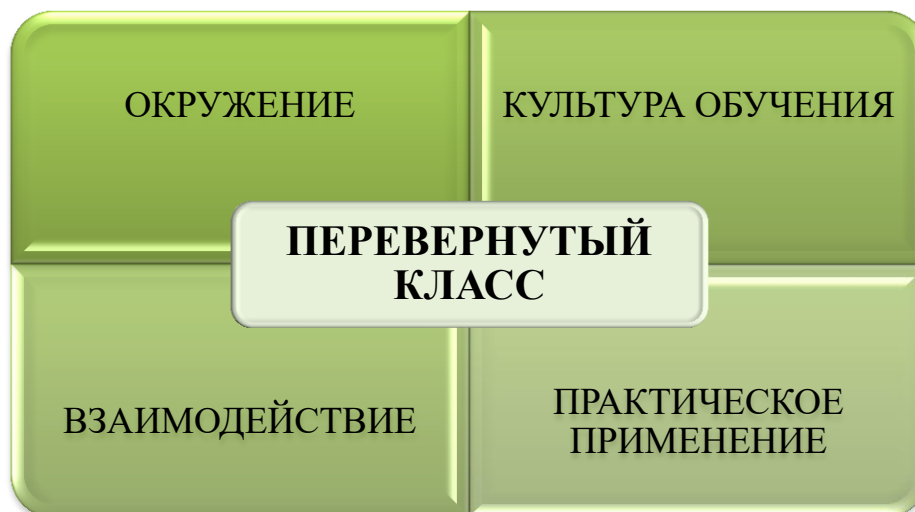 ОКРУЖЕНИЕ
КУЛЬТУРА ОБУЧЕНИЯ
ПЕРЕВЕРНУТЫЙ
КЛАСС
ВЗАИМОДЕЙСТВИЕ
ПРАКТИЧЕСКОЕ
ПРИМЕНЕНИЕ